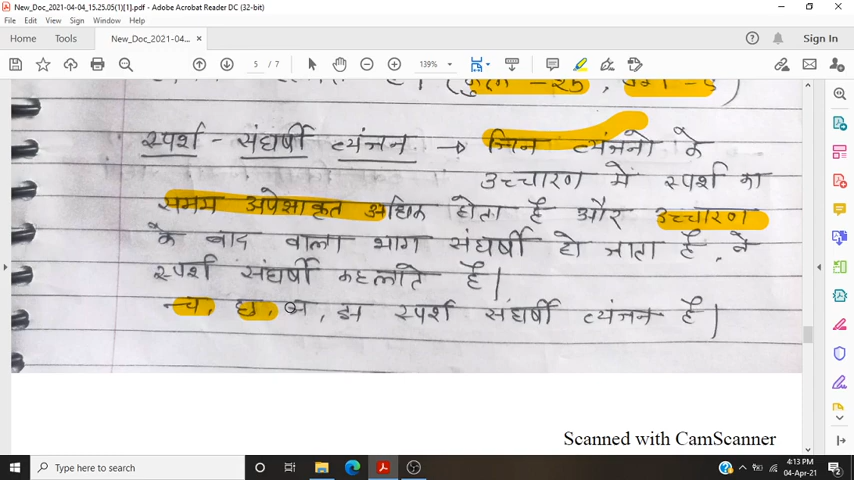 New_Doc_2021-04-04_15.25.05(1)[1].pdf - Adobe Acrobat Reader DC (32-bit)
File Edit View Sign Window Help
Home Tools New_Doc_2021-04-04... × Sign In
5 / 7 139%
स्पर्श - संघर्षी व्यंजन → जिन व्यंजनो के
उच्चारण में स्पर्श का
समय अपेक्षाकृत अधिक होता है और उच्चारण
के बाद वाला भाग संघर्षी हो जाता है, वे
स्पर्श संघर्षी कहलाते है|
च, छ, ज, झ स्पर्श संघर्षी व्यंजन है|
Scanned with CamScanner
Type here to search
4:13 PM
04-Apr-21
2